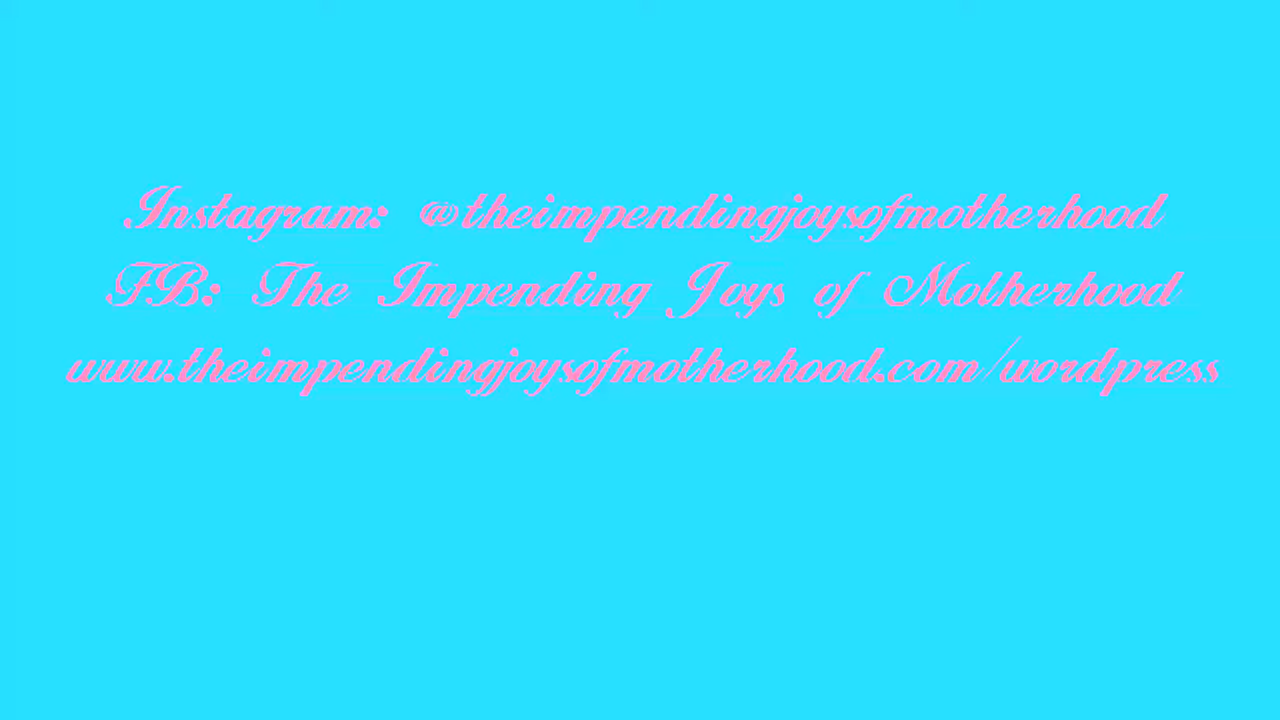 Instagram: @theimpendingjoysofmotherhood
FB: The Impending Joys of Motherhood
www.theimpendingjoysofmotherhood.com/wordpress